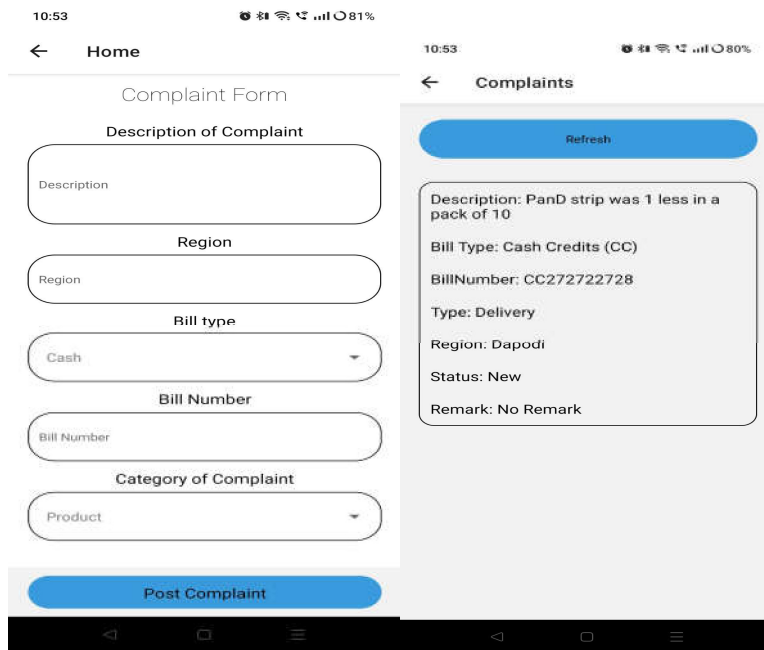 10:53
81%
Home
Complaint Form
Description of Complaint
Description
Region
Region
Bill type
Cash
Bill Number
Bill Number
Category of Complaint
Product
Post Complaint
10:53
80%
Complaints
Refresh
Description: PanD strip was 1 less in a
pack of 10
Bill Type: Cash Credits (CC)
BillNumber: CC272722728
Type: Delivery
Region: Dapodi
Status: New
Remark: No Remark